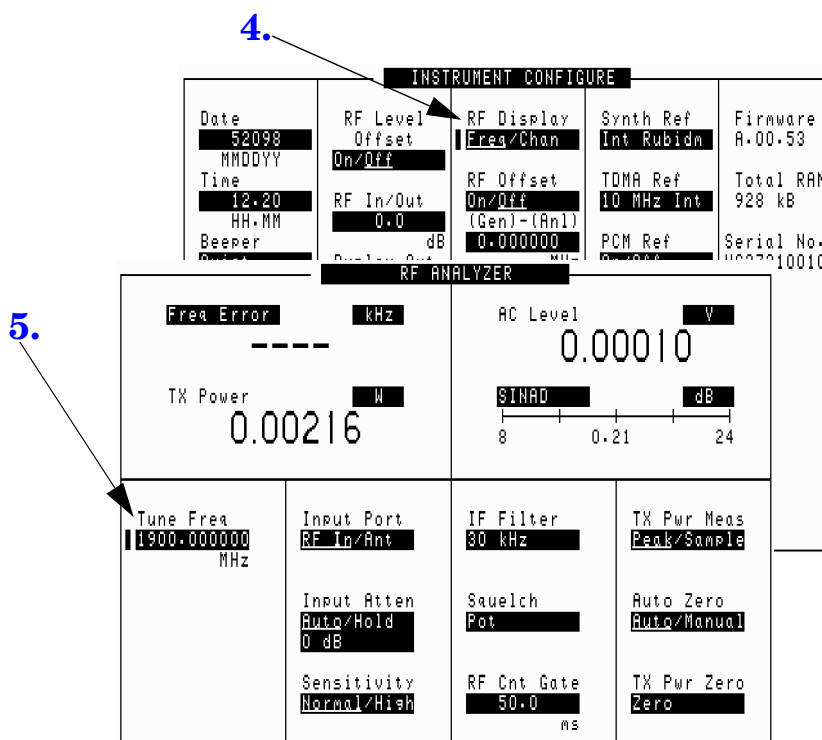 4.
INSTRUMENT CONFIGURE
Date
52098
MMDDYY
Time
12.20
HH.MM
Beeper
RF Level
Offset
On/Off
RF In/Out
0.0
dB
RF Display
Freq/Chan
RF Offset
On/Off
(Gen)-(Anl)
0.000000
Synth Ref
Int Rubidm
TDMA Ref
10 MHz Int
PCM Ref
Firmware
A.00.53
Total RAM
928 kB
Serial No.
5.
RF ANALYZER
Freq Error kHz
----
TX Power W
0.00216
AC Level V
0.00010
SINAD dB
8 0.21 24
Tune Freq
1900.000000
MHz
Input Port
RF In/Ant
Input Atten
Auto/Hold
0 dB
Sensitivity
Normal/High
IF Filter
30 kHz
Squelch
Pot
RF Cnt Gate
50.0
ms
TX Pwr Meas
Peak/Sample
Auto Zero
Auto/Manual
TX Pwr Zero
Zero